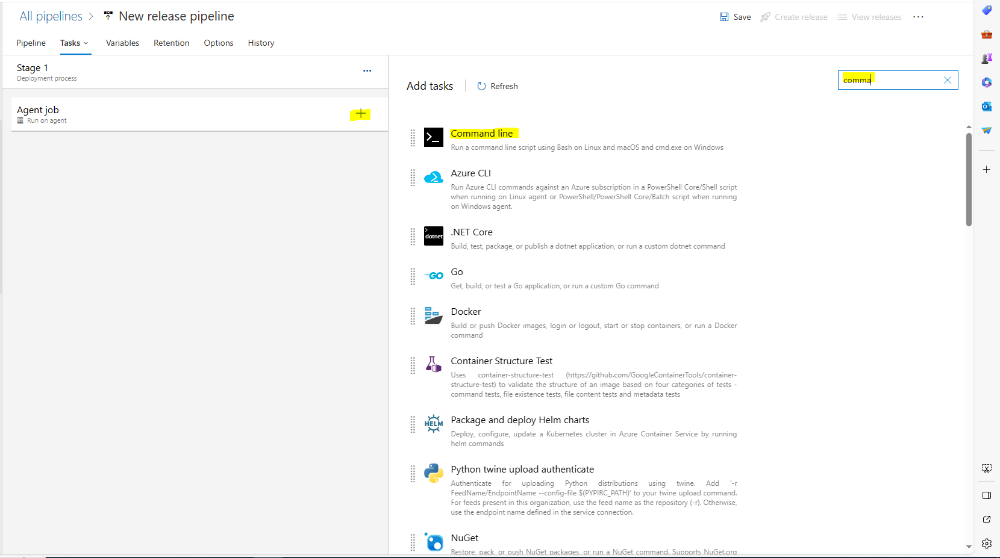 All pipelines > New release pipeline
Save Create release View releases ...
Pipeline Tasks Variables Retention Options History
Stage 1
Deployment process
...
Add tasks Refresh
comma
Agent job
Run on agent
Command line
Run a command line script using Bash on Linux and macOS and cmd.exe on Windows
Azure CLI
Run Azure CLI commands against an Azure subscription in a PowerShell Core/Shell script
when running on Linux agent or PowerShell/PowerShell Core/Batch script when running
on Windows agent.
dotnet
.NET Core
Build, test, package, or publish a dotnet application, or run a custom dotnet command
GO
Go
Get, build, or test a Go application, or run a custom Go command
Docker
Build or push Docker images, login or logout, start or stop containers, or run a Docker
command
Container Structure Test
Uses container-structure-test (https://github.com/GoogleContainerTools/container-
structure-test) to validate the structure of an image based on four categories of tests -
command tests, file existence tests, file content tests and metadata tests
HELM
Package and deploy Helm charts
Deploy, configure, update a Kubernetes cluster in Azure Container Service by running
helm commands
Python twine upload authenticate
Authenticate for uploading Python distributions using twine. Add '-r
FeedName/EndpointName --config-file $(PYPIRC_PATH)' to your twine upload command.
For feeds present in this organization, use the feed name as the repository (-r). Otherwise,
use the endpoint name defined in the service connection.
NuGet
Restore, pack, or push NuGet packages, or run a NuGet command. Supports NuGet.org